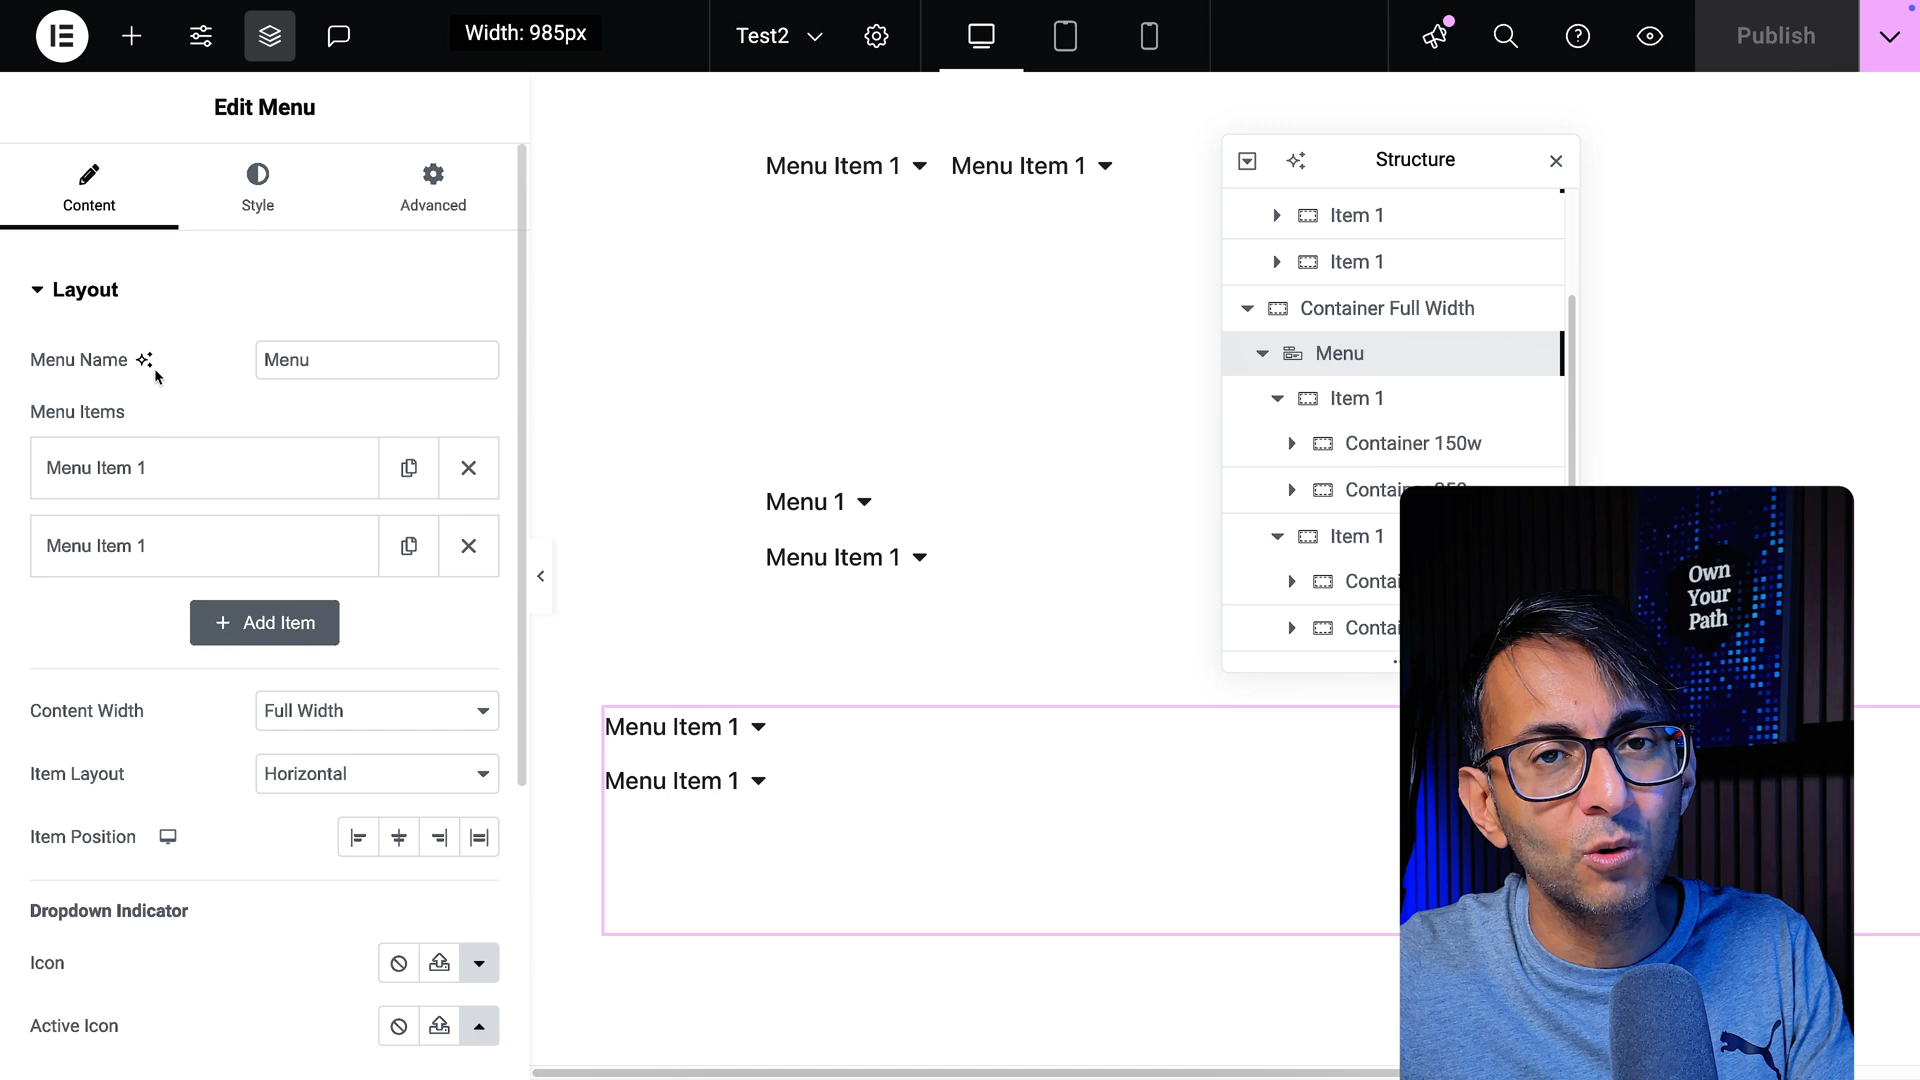 Width: 985px
Test2
Publish
Edit Menu
Content
Style
Advanced
Layout
Menu Name
Menu
Menu Items
Menu Item 1
Menu Item 1
+ Add Item
Content Width
Full Width
Item Layout
Horizontal
Item Position
Dropdown Indicator
Icon
Active Icon
Menu Item 1
Menu Item 1
Menu 1
Menu Item 1
Menu Item 1
Menu Item 1
Structure
Item 1
Item 1
Container Full Width
Menu
Item 1
Container 150w
Contai
Item 1
Contai
Contai
Own
Your
Path